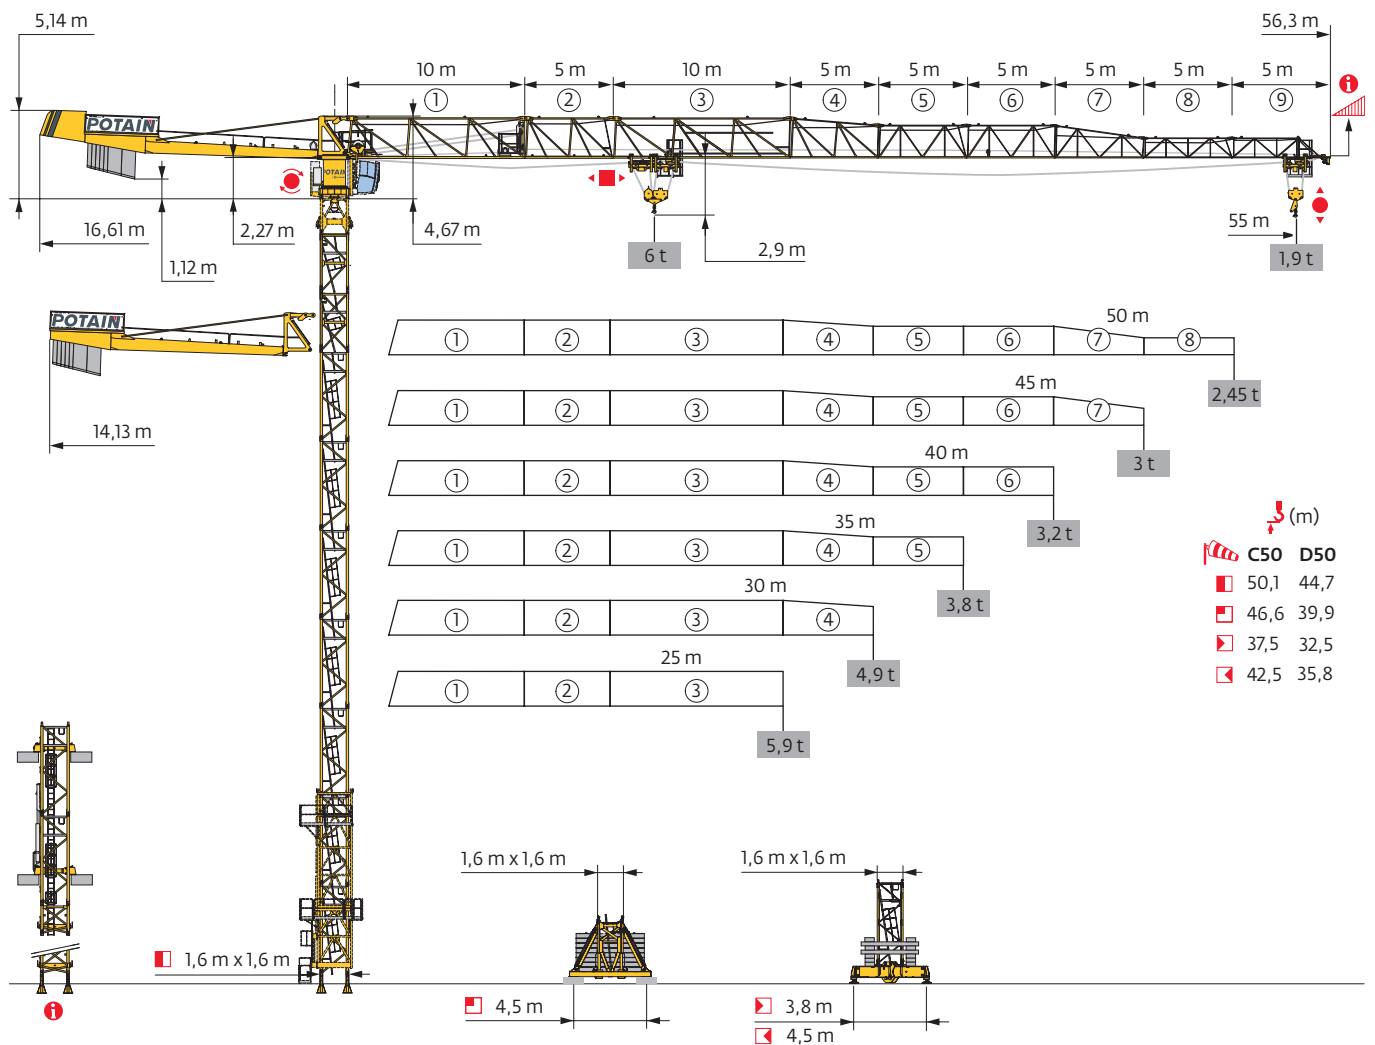 5,14 m
56,3 m
10 m 5 m 10 m 5 m 5 m 5 m 5 m 5 m 5 m
1 2 3 4 5 6 7 8 9
i
POTAIN
POTAIN
16,61 m
2,27 m
4,67 m
1,12 m
2,9 m
6 t
55 m
1,9 t
POTAIN
14,13 m
50 m
1 2 3 4 5 6 7 8
2,45 t
45 m
1 2 3 4 5 6 7
3 t
40 m
1 2 3 4 5 6
3,2 t
35 m
1 2 3 4 5
3,8 t
30 m
1 2 3 4
4,9 t
25 m
1 2 3
5,9 t
(m)
C50 D50
50,1 44,7
46,6 39,9
37,5 32,5
42,5 35,8
1,6 m x 1,6 m
1,6 m x 1,6 m
1,6 m x 1,6 m
i
4,5 m
3,8 m
4,5 m